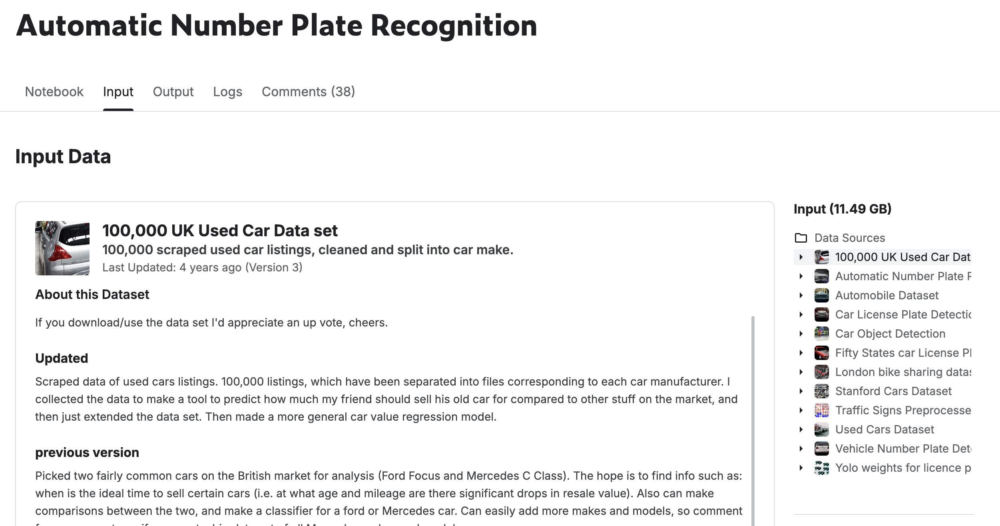 Automatic Number Plate Recognition
Notebook Input Output Logs Comments (38)
Input Data
100,000 UK Used Car Data set
100,000 scraped used car listings, cleaned and split into car make.
Last Updated: 4 years ago (Version 3)
About this Dataset
If you download/use the data set I'd appreciate an up vote, cheers.
Updated
Scraped data of used cars listings. 100,000 listings, which have been separated into files corresponding to each car manufacturer. I
collected the data to make a tool to predict how much my friend should sell his old car for compared to other stuff on the market, and
then just extended the data set. Then made a more general car value regression model.
previous version
Picked two fairly common cars on the British market for analysis (Ford Focus and Mercedes C Class). The hope is to find info such as:
when is the ideal time to sell certain cars (i.e. at what age and mileage are there significant drops in resale value). Also can make
comparisons between the two, and make a classifier for a ford or Mercedes car. Can easily add more makes and models, so comment
Input (11.49 GB)
Data Sources
100,000 UK Used Car Dat
Automatic Number Plate R
Automobile Dataset
Car License Plate Detectic
Car Object Detection
Fifty States car License Pl
London bike sharing datas
Stanford Cars Dataset
Traffic Signs Preprocesse
Used Cars Dataset
Vehicle Number Plate Det
Yolo weights for licence p